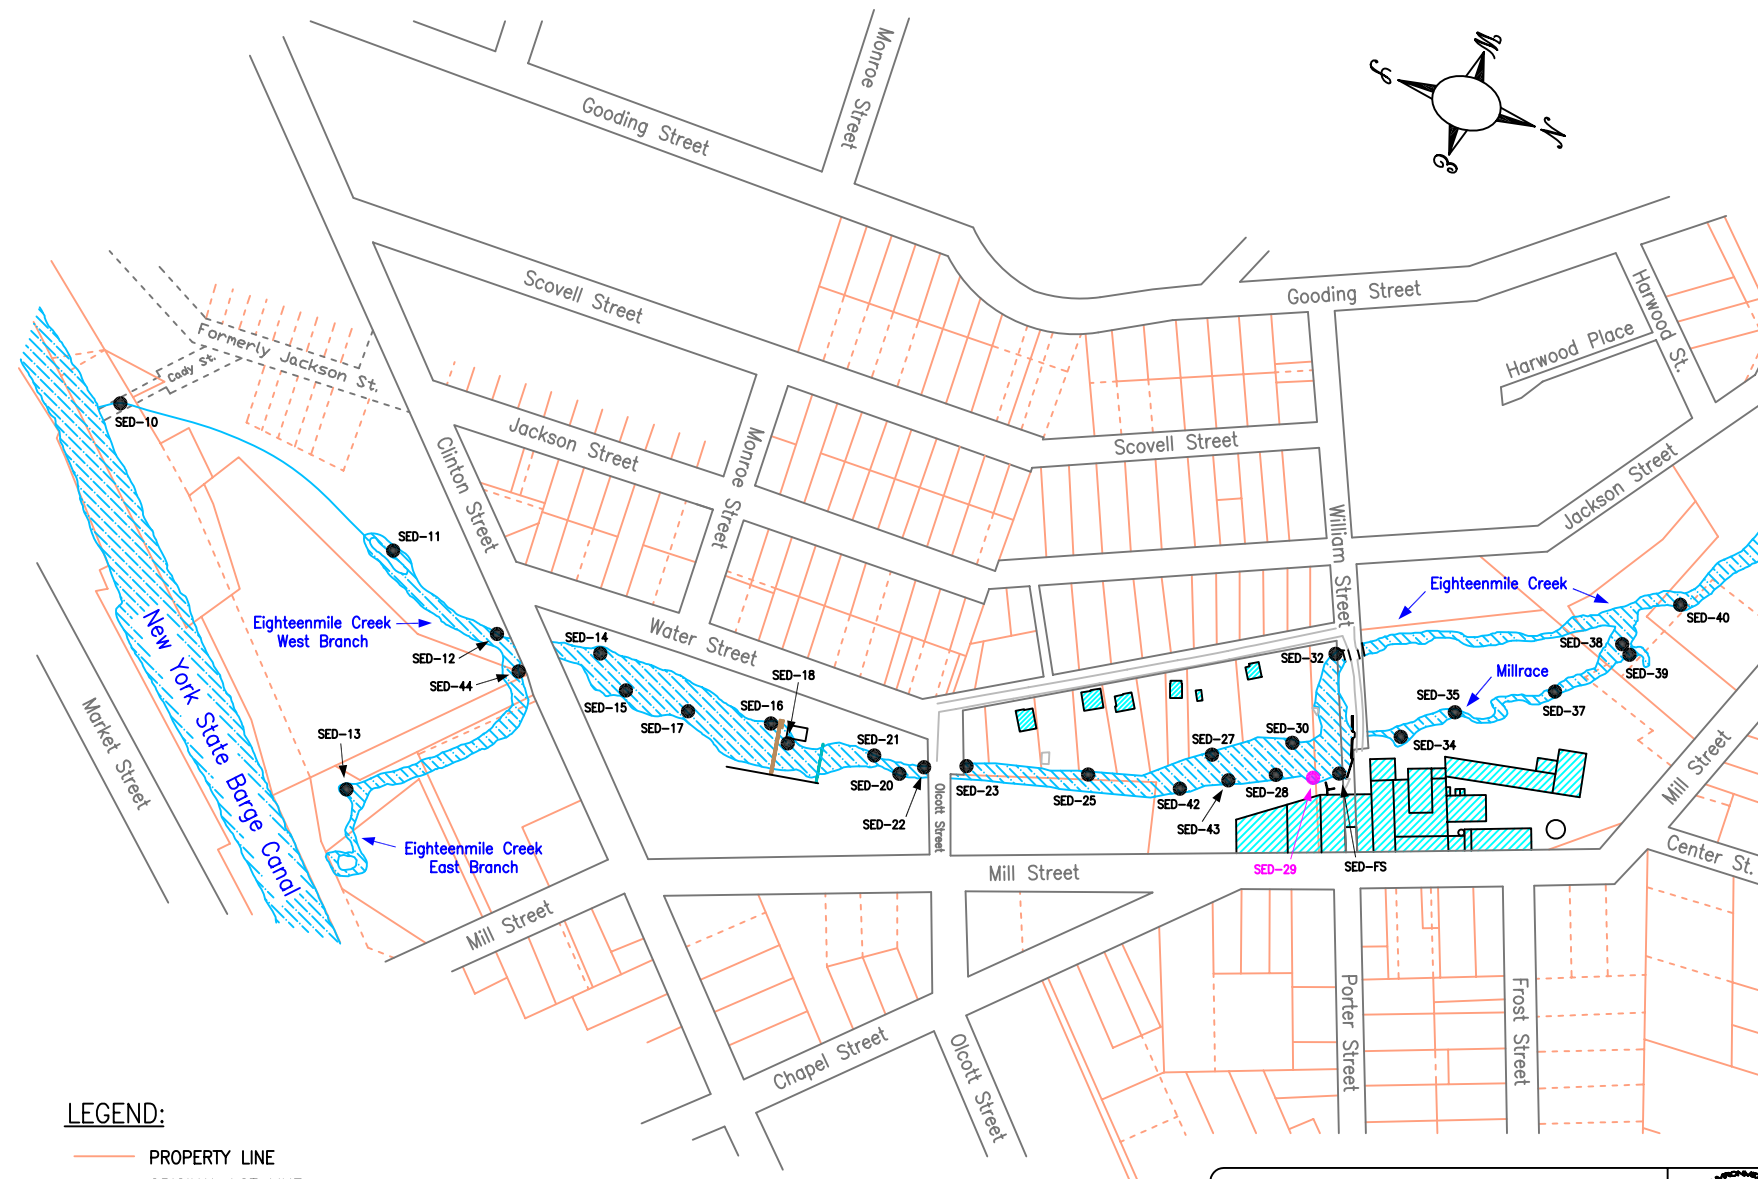 Monroe Street
W
S
N
E
Gooding Street
Scovell Street
Gooding Street
Harwood St.
Harwood Place
Formerly Jackson St.
Cady St.
SED-10
Jackson Street
Monroe Street
Clinton Street
Scovell Street
Jackson Street
William Street
SED-11
Eighteenmile Creek
West Branch
SED-12
SED-44
SED-13
New York State Barge Canal
Market Street
Eighteenmile Creek
East Branch
Water Street
SED-14
SED-15
SED-17
SED-16
SED-18
SED-21
SED-20
SED-22
Olcott Street
SED-23
SED-25
SED-42
SED-27
SED-43
SED-28
SED-30
SED-32
SED-29
SED-FS
Eighteenmile Creek
SED-40
SED-38
SED-39
Millrace
SED-35
SED-37
SED-34
Mill Street
Center St.
Mill Street
Mill Street
Chapel Street
Olcott Street
Porter Street
Frost Street
LEGEND:
PROPERTY LINE